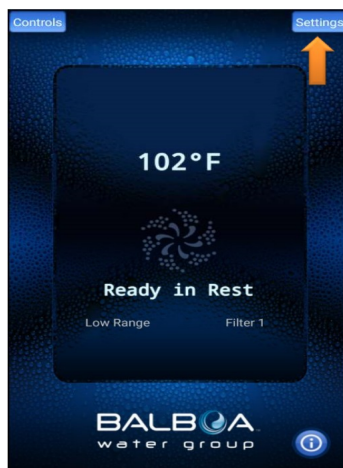 Controls Settings
102°F
Ready in Rest
Low Range Filter 1
BALBOA
water group